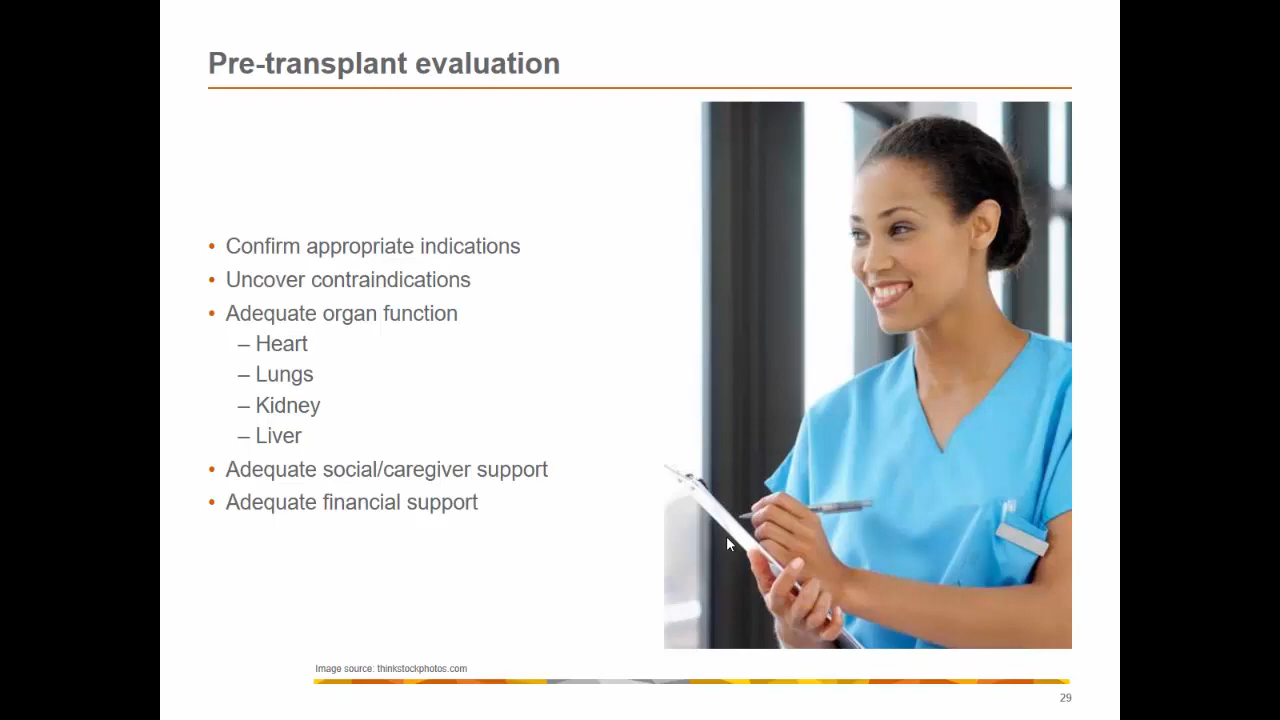 Pre-transplant evaluation
• Confirm appropriate indications
• Uncover contraindications
• Adequate organ function
– Heart
– Lungs
– Kidney
– Liver
• Adequate social/caregiver support
• Adequate financial support
Image source: thinkstockphotos.com
29